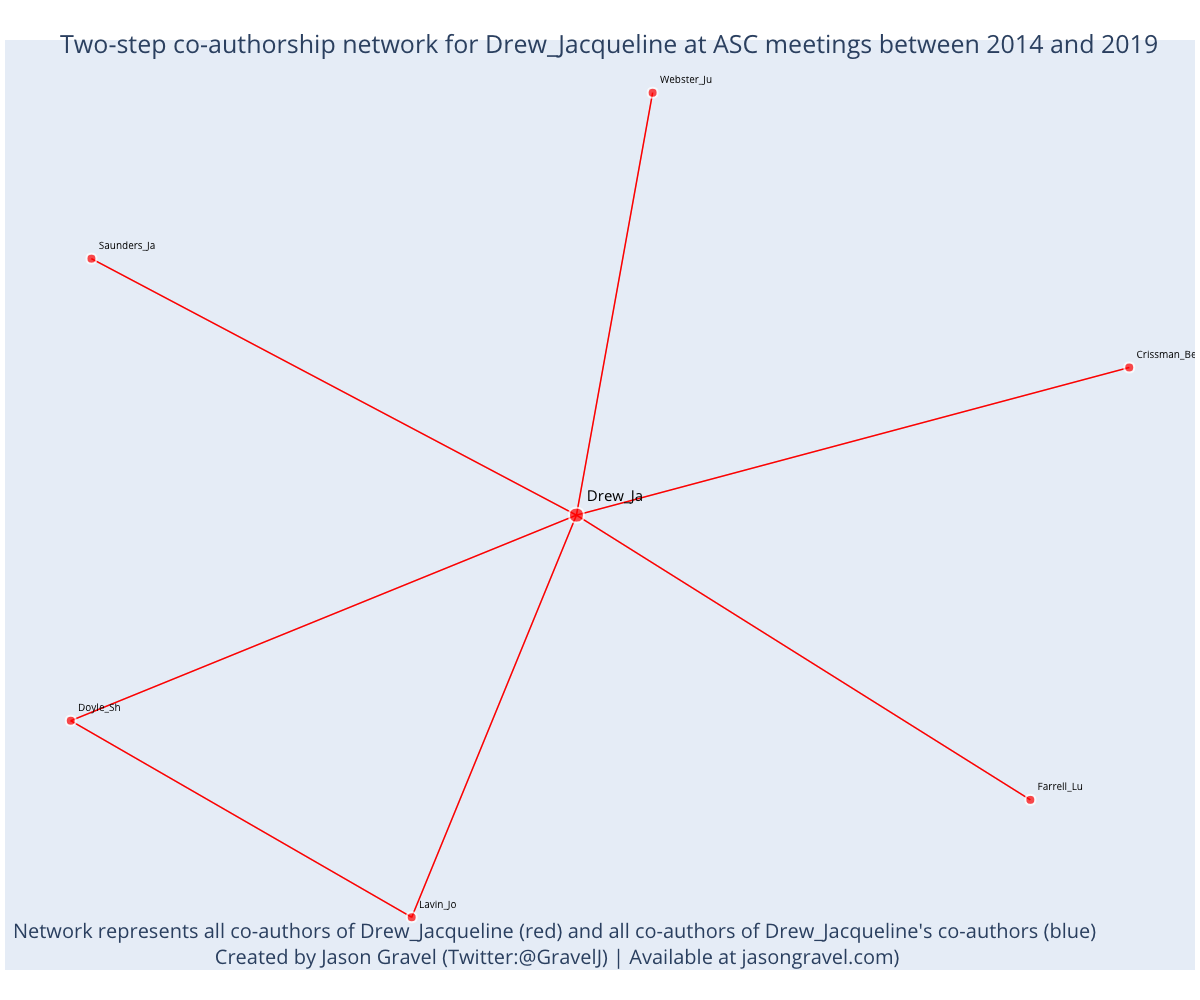 Two-step co-authorship network for Drew_Jacqueline at ASC meetings between 2014 and 2019
Webster_Ju
Saunders_Ja
Crissman_Be
Drew_Ja
Doyle_Sh
Farrell_Lu
Lavin_Jo
Network represents all co-authors of Drew_Jacqueline (red) and all co-authors of Drew_Jacqueline's co-authors (blue)
Created by Jason Gravel (Twitter:@GravelJ) | Available at jasongravel.com)